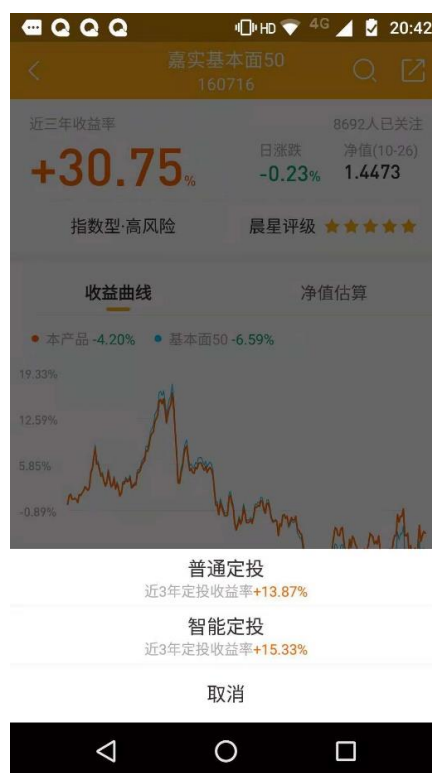 HD 4G 20:42
嘉实基本面50
160716
近三年收益率 8692人已关注
日涨跌 净值(10-26)
+30.75% -0.23% 1.4473
指数型·高风险 晨星评级
收益曲线 净值估算
本产品 -4.20% 基本面50 -6.59%
19.33%
12.59%
5.85%
-0.89%
普通定投
近3年定投收益率+13.87%
智能定投
近3年定投收益率+15.33%
取消